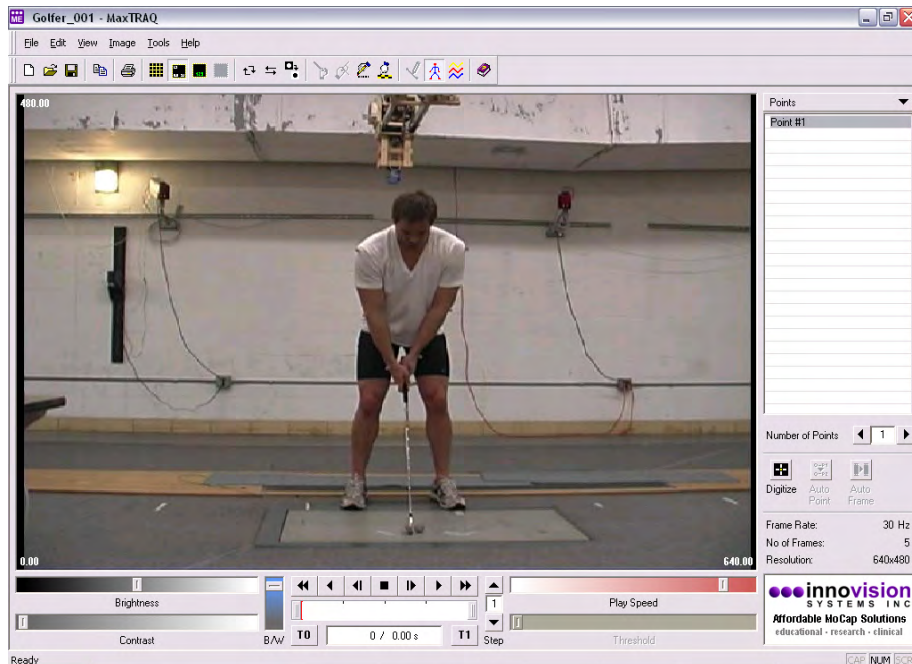 Golfer_001 - MaxTRAQ
File Edit View Image Tools Help
480.00
0.00
640.00
Points
Point #1
Number of Points 1
Digitize
Auto Point
Auto Frame
Frame Rate: 30 Hz
No of Frames: 5
Resolution: 640x480
Brightness
Contrast
B/W
T0
0 / 0.00 s
T1
1
Step
Play Speed
Threshold
innovision
SYSTEMS INC
Affordable MoCap Solutions
educational - research - clinical
Ready
CAP NUM SCR